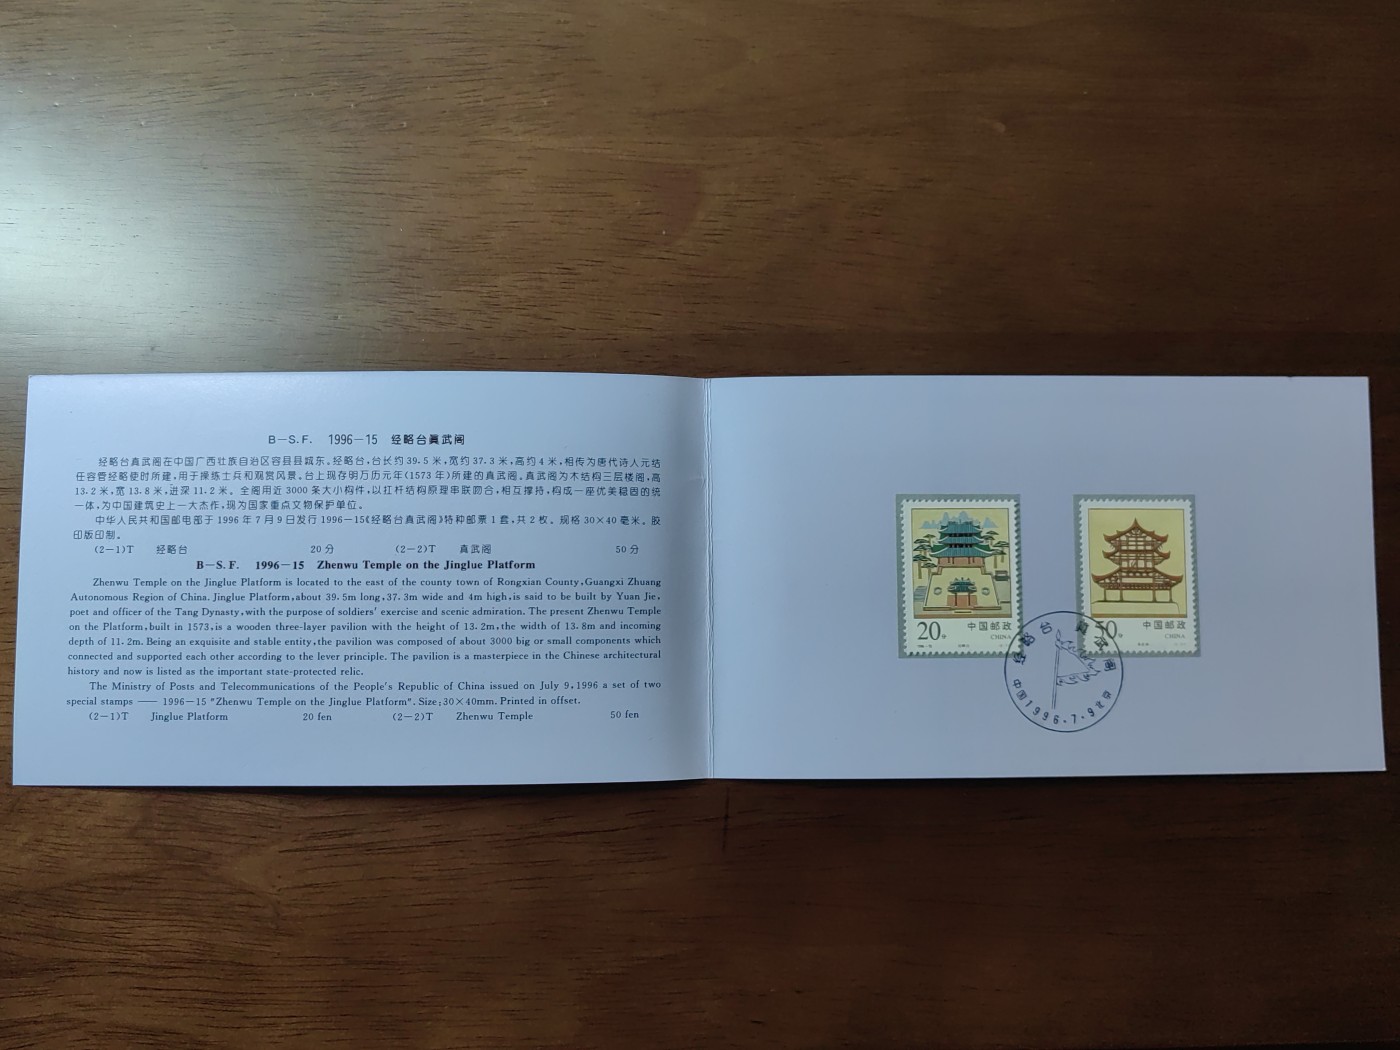 B—S.F. 1996—15 经略台真武阁
经略台真武阁在中国广西壮族自治区容县县城东。经略台,台长约39.5米,宽约37.3米,高约4米,相传为唐代诗人元结
任容管经略使时所建,用于操练士兵和观赏风景。台上现存明万历元年(1573年)所建的真武阁。真武阁为木结构三层楼阁,高
13.2米,宽13.8米,进深11.2米。全阁用近3000条大小构件,以扛杆结构原理串联吻合,相互撑持,构成一座优美稳固的统
一体,为中国建筑史上一大杰作,现为国家重点文物保护单位。
中华人民共和国邮电部于1996年7月9日发行1996—15《经略台真武阁》特种邮票1套,共2枚。规格30×40毫米。胶
印版印制。
(2—1)T 经略台 20分 (2—2)T 真武阁 50分
B—S.F. 1996—15 Zhenwu Temple on the Jinglue Platform
Zhenwu Temple on the Jinglue Platform is located to the east of the county town of Rongxian County,Guangxi Zhuang
Autonomous Region of China. Jinglue Platform,about 39.5m long,37.3m wide and 4m high,is said to be built by Yuan Jie,
poet and officer of the Tang Dynasty,with the purpose of soldiers' exercise and scenic admiration. The present Zhenwu Temple
on the Platform,built in 1573,is a wooden three-layer pavilion with the height of 13.2m,the width of 13.8m and incoming
depth of 11.2m. Being an exquisite and stable entity,the pavilion was composed of about 3000 big or small components which
connected and supported each other according to the lever principle. The pavilion is a masterpiece in the Chinese architectural
history and now is listed as the important state-protected relic.
The Ministry of Posts and Telecommunications of the People's Republic of China issued on July 9,1996 a set of two
special stamps —— 1996—15 "Zhenwu Temple on the Jinglue Platform". Size;30×40mm. Printed in offset.
(2—1)T Jinglue Platform 20 fen (2—2)T Zhenwu Temple 50 fen
20分 中国邮政
CHINA
50分 中国邮政
CHINA
经略台 真武阁
中国1996.7.9北京